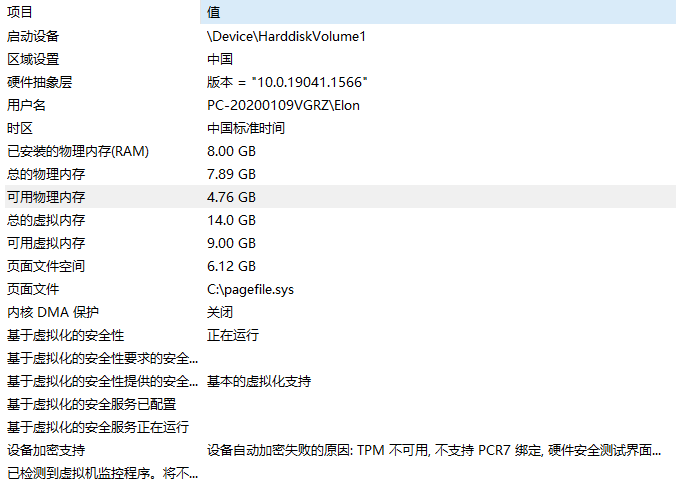 项目 值
启动设备 \Device\HarddiskVolume1
区域设置 中国
硬件抽象层 版本 = "10.0.19041.1566"
用户名 PC-20200109VGRZ\Elon
时区 中国标准时间
已安装的物理内存(RAM) 8.00 GB
总的物理内存 7.89 GB
可用物理内存 4.76 GB
总的虚拟内存 14.0 GB
可用虚拟内存 9.00 GB
页面文件空间 6.12 GB
页面文件 C:\pagefile.sys
内核 DMA 保护 关闭
基于虚拟化的安全性 正在运行
基于虚拟化的安全性要求的安全...
基于虚拟化的安全性提供的安全... 基本的虚拟化支持
基于虚拟化的安全服务已配置
基于虚拟化的安全服务正在运行
设备加密支持 设备自动加密失败的原因: TPM 不可用, 不支持 PCR7 绑定, 硬件安全测试界面...
已检测到虚拟机监控程序。将不...